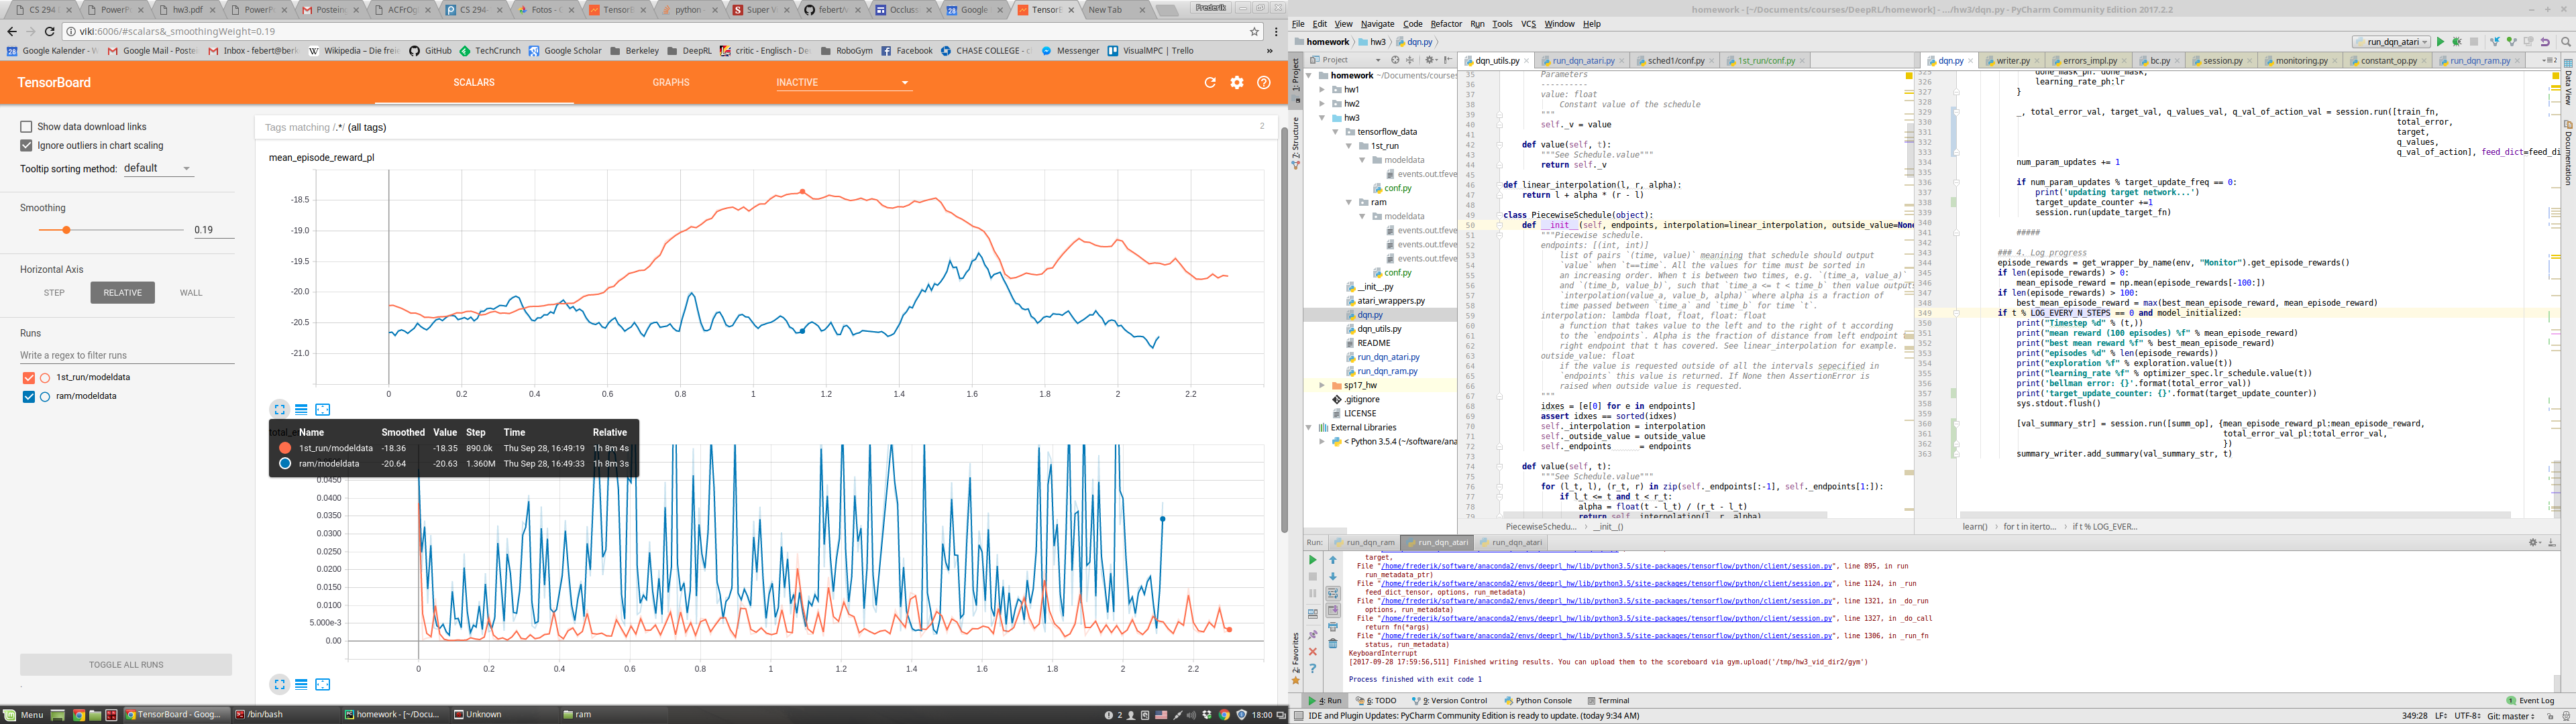 CS 294
PowerP
hw3.pdf
PowerP
Posteing
ACFrOg
CS 294-
Fotos - G
TensorB
python
Super V
febert/v
Occluss
Google
TensorB
New Tab
Frederik
viki:6006/#scalars&_smoothingWeight=0.19
Google Kalender - W
Google Mail - Postei
Inbox - febert@berk
Wikipedia – Die frei
GitHub
TechCrunch
Google Scholar
Berkeley
DeepRL
critic - Englisch - De
RoboGym
Facebook
CHASE COLLEGE - c
Messenger
VisualMPC | Trello
TensorBoard
SCALARS
GRAPHS
INACTIVE
Show data download links
Ignore outliers in chart scaling
Tooltip sorting method: default
Smoothing
0.19
Horizontal Axis
STEP RELATIVE WALL
Runs
Write a regex to filter runs
1st_run/modeldata
ram/modeldata
TOGGLE ALL RUNS
Tags matching /.*/ (all tags)
2
mean_episode_reward_pl
-18.5
-19.0
-19.5
-20.0
-20.5
-21.0
0 0.2 0.4 0.6 0.8 1 1.2 1.4 1.6 1.8 2 2.2
Name Smoothed Value Step Time Relative
1st_run/modeldata -18.36 -18.35 890.0k Thu Sep 28, 16:49:19 1h 8m 4s
ram/modeldata -20.64 -20.63 1.360M Thu Sep 28, 16:49:33 1h 8m 3s
0.0450
0.0400
0.0350
0.0300
0.0250
0.0200
0.0150
0.0100
5.000e-3
0.00
0 0.2 0.4 0.6 0.8 1 1.2 1.4 1.6 1.8 2 2.2
Menu
TensorBoard - Goog...
/bin/bash
homework - [~/Docu...
Unknown
ram
2
18:00
homework - [~/Documents/courses/DeepRL/homework] - .../hw3/dqn.py - PyCharm Community Edition 2017.2.2
File Edit View Navigate Code Refactor Run Tools VCS Window Help
homework hw3 dqn.py
run_dqn_atari
Project
homework ~/Documents/courses
hw1
hw2
hw3
tensorflow_data
1st_run
modeldata
events.out.tfeve
conf.py
ram
modeldata
events.out.tfeve
events.out.tfeve
events.out.tfeve
conf.py
__init__.py
atari_wrappers.py
dqn.py
dqn_utils.py
README
run_dqn_atari.py
run_dqn_ram.py
sp17_hw
.gitignore
LICENSE
External Libraries
< Python 3.5.4 (~/software/ana
1: Project
7: Structure
2: Favorites
dqn_utils.py run_dqn_atari.py sched1/conf.py 1st_run/conf.py
35 Parameters
36 ----------
37 value: float
38 Constant value of the schedule
39 """
40 self._v = value
41
42 def value(self, t):
43 """See Schedule.value"""
44 return self._v
45
46 def linear_interpolation(l, r, alpha):
47 return l + alpha * (r - l)
48
49 class PiecewiseSchedule(object):
50 def __init__(self, endpoints, interpolation=linear_interpolation, outside_value=None
51 """Piecewise schedule.
52 endpoints: [(int, int)]
53 list of pairs `(time, value)` meanining that schedule should output
54 `value` when `t==time`. All the values for time must be sorted in
55 an increasing order. When t is between two times, e.g. `(time_a, value_a)`
56 and `(time_b, value_b)`, such that `time_a <= t < time_b` then value output
57 `interpolation(value_a, value_b, alpha)` where alpha is a fraction of
58 time passed between `time_a` and `time_b` for time `t`.
59 interpolation: lambda float, float, float: float
60 a function that takes value to the left and to the right of t according
61 to the `endpoints`. Alpha is the fraction of distance from left endpoint
62 right endpoint that t has covered. See linear_interpolation for example.
63 outside_value: float
64 if the value is requested outside of all the intervals sepecified in
65 `endpoints` this value is returned. If None then AssertionError is
66 raised when outside value is requested.
67 """
68 idxes = [e[0] for e in endpoints]
69 assert idxes == sorted(idxes)
70 self._interpolation = interpolation
71 self._outside_value = outside_value
72 self._endpoints = endpoints
73
74 def value(self, t):
75 """See Schedule.value"""
76 for (l_t, l), (r_t, r) in zip(self._endpoints[:-1], self._endpoints[1:]):
77 if l_t <= t and t < r_t:
78 alpha = float(t - l_t) / (r_t - l_t)
79 return self._interpolation(l, r, alpha)
PiecewiseSchedu... __init__()
dqn.py writer.py errors_impl.py bc.py session.py monitoring.py constant_op.py run_dqn_ram.py
325 done_mask_ph: done_mask,
326 learning_rate_ph:lr
327 }
328
329 _, total_error_val, target_val, q_values_val, q_val_of_action_val = session.run([train_fn,
330 total_error,
331 target,
332 q_values,
333 q_val_of_action], feed_dict=feed_di
334 num_param_updates += 1
335
336 if num_param_updates % target_update_freq == 0:
337 print('updating target network...')
338 target_update_counter +=1
339 session.run(update_target_fn)
340
341 #####
342
343 ### 4. Log progress
344 episode_rewards = get_wrapper_by_name(env, "Monitor").get_episode_rewards()
345 if len(episode_rewards) > 0:
346 mean_episode_reward = np.mean(episode_rewards[-100:])
347 if len(episode_rewards) > 100:
348 best_mean_episode_reward = max(best_mean_episode_reward, mean_episode_reward)
349 if t % LOG_EVERY_N_STEPS == 0 and model_initialized:
350 print("Timestep %d" % (t,))
351 print("mean reward (100 episodes) %f" % mean_episode_reward)
352 print("best mean reward %f" % best_mean_episode_reward)
353 print("episodes %d" % len(episode_rewards))
354 print("exploration %f" % exploration.value(t))
355 print("learning_rate %f" % optimizer_spec.lr_schedule.value(t))
356 print('bellman error: {}'.format(total_error_val))
357 print('target_update_counter: {}'.format(target_update_counter))
358 sys.stdout.flush()
359
360 [val_summary_str] = session.run([summ_op], {mean_episode_reward_pl:mean_episode_reward,
361 total_error_val_pl:total_error_val,
362 })
363 summary_writer.add_summary(val_summary_str, t)
learn() for t in iterto... if t % LOG_EVER...
Data View
Documentation
Run: run_dqn_ram run_dqn_atari run_dqn_atari
target,
File "/home/frederik/software/anaconda2/envs/deeprl_hw/lib/python3.5/site-packages/tensorflow/python/client/session.py", line 895, in run
run_metadata_ptr)
File "/home/frederik/software/anaconda2/envs/deeprl_hw/lib/python3.5/site-packages/tensorflow/python/client/session.py", line 1124, in _run
feed_dict_tensor, options, run_metadata)
File "/home/frederik/software/anaconda2/envs/deeprl_hw/lib/python3.5/site-packages/tensorflow/python/client/session.py", line 1321, in _do_run
options, run_metadata)
File "/home/frederik/software/anaconda2/envs/deeprl_hw/lib/python3.5/site-packages/tensorflow/python/client/session.py", line 1327, in _do_call
return fn(*args)
File "/home/frederik/software/anaconda2/envs/deeprl_hw/lib/python3.5/site-packages/tensorflow/python/client/session.py", line 1306, in _run_fn
status, run_metadata)
KeyboardInterrupt
[2017-09-28 17:59:56,511] Finished writing results. You can upload them to the scoreboard via gym.upload('/tmp/hw3_vid_dir2/gym')
Process finished with exit code 1
4: Run 6: TODO 9: Version Control Python Console Terminal Event Log
IDE and Plugin Updates: PyCharm Community Edition is ready to update. (today 9:34 AM)
349:28 LF÷ UTF-8÷ Git: master÷